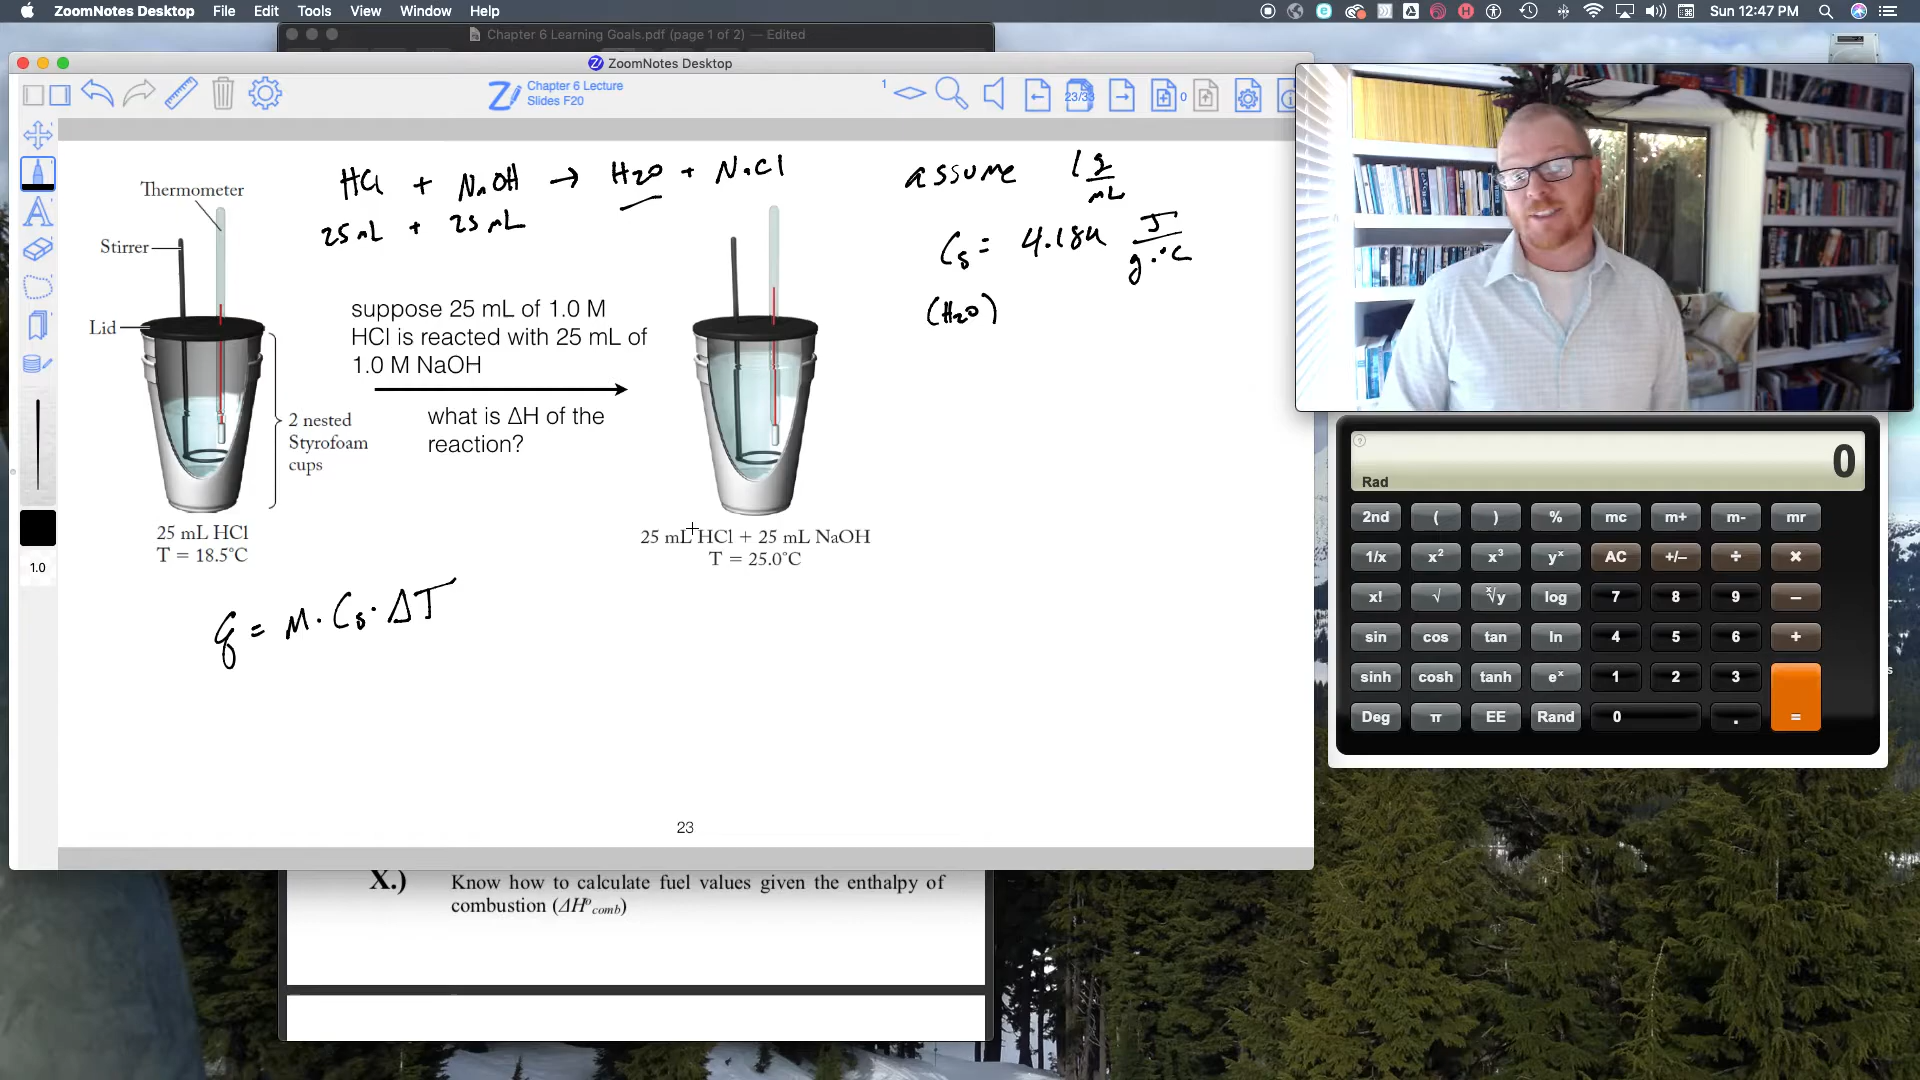 ZoomNotes Desktop File Edit Tools View Window Help
Sun 12:47 PM
Chapter 6 Learning Goals.pdf (page 1 of 2) — Edited
ZoomNotes Desktop
Chapter 6 Lecture
Slides F20
1
23/33
0
HCl + NaOH → H2O + NaCl
25 mL + 25 mL
assume 1 g/mL
Cs = 4.184 J/g·°C
(H2O)
Thermometer
Stirrer
Lid
suppose 25 mL of 1.0 M
HCl is reacted with 25 mL of
1.0 M NaOH
what is ΔH of the
reaction?
2 nested
Styrofoam
cups
25 mL HCl
T = 18.5°C
25 mL HCl + 25 mL NaOH
T = 25.0°C
q = m · Cs · ΔT
1.0
23
X.) Know how to calculate fuel values given the enthalpy of
combustion (ΔH°comb)
0
Rad
2nd ( ) % mc m+ m- mr
1/x x² x³ yˣ AC +/− ÷ ×
x! √ ˣ√y log 7 8 9 −
sin cos tan ln 4 5 6 +
sinh cosh tanh eˣ 1 2 3 =
Deg π EE Rand 0 .